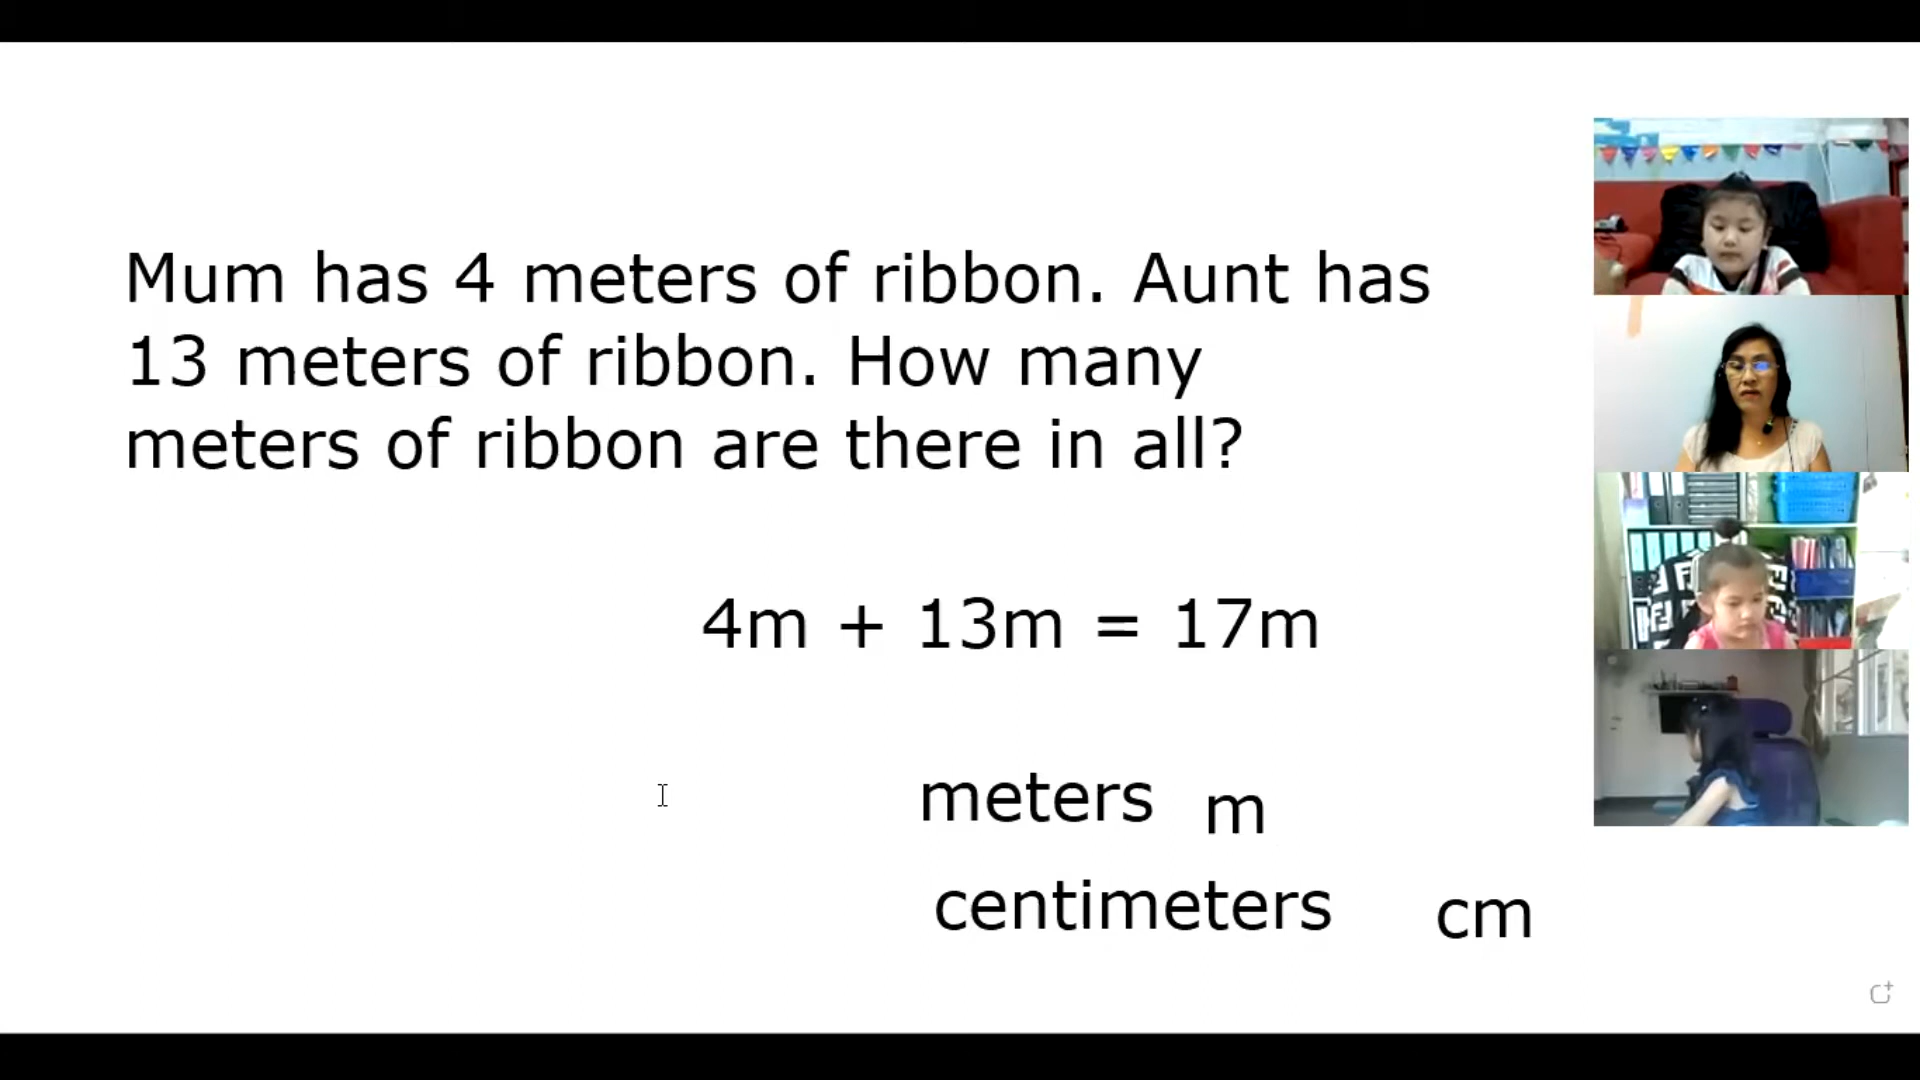 Mum has 4 meters of ribbon. Aunt has
13 meters of ribbon. How many
meters of ribbon are there in all?
4m + 13m = 17m
meters m
centimeters cm